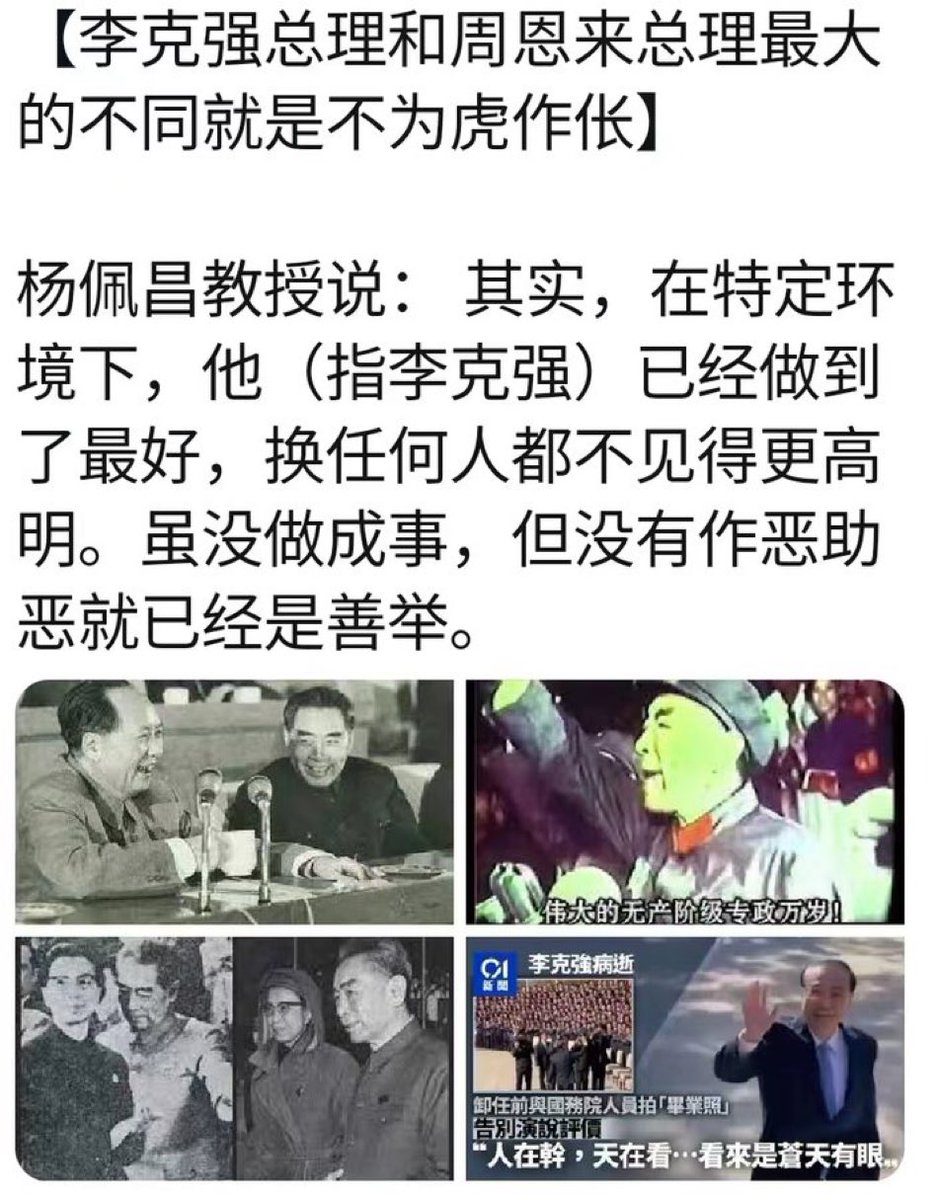 【李克强总理和周恩来总理最大
的不同就是不为虎作伥】
杨佩昌教授说： 其实，在特定环
境下，他（指李克强）已经做到
了最好，换任何人都不见得更高
明。虽没做成事，但没有作恶助
恶就已经是善举。
伟大的无产阶级专政万岁！
01
新聞
李克強病逝
卸任前與國務院人員拍「畢業照」
告別演說評價
“人在幹，天在看…看來是蒼天有眼„